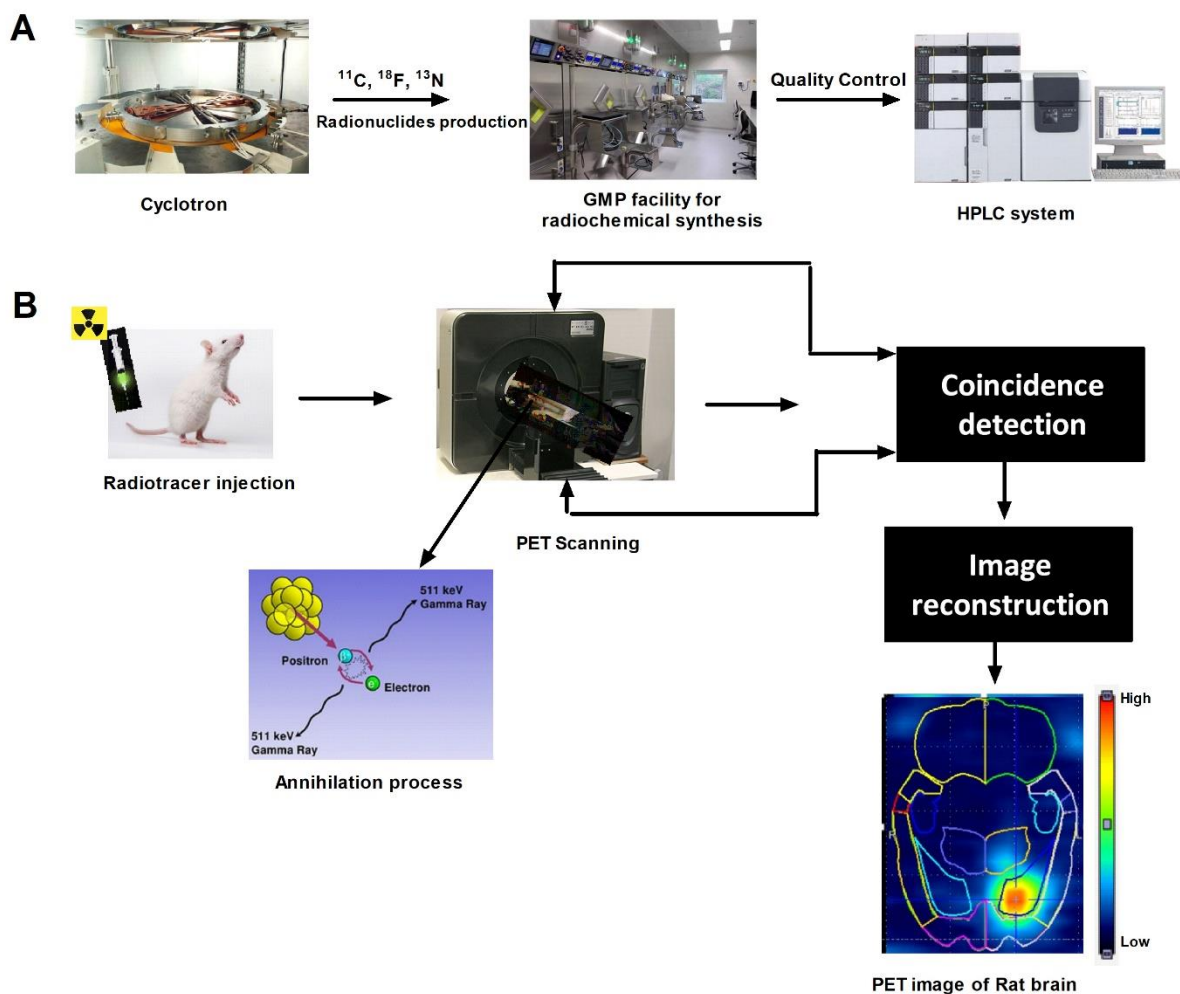 A
¹¹C, ¹⁸F, ¹³N
Radionuclides production
Quality Control
Cyclotron
GMP facility for
radiochemical synthesis
HPLC system
B
Radiotracer injection
PET Scanning
Coincidence
detection
Image
reconstruction
511 keV
Gamma Ray
Positron
Electron
511 keV
Gamma Ray
Annihilation process
P
P
L
High
Low
PET image of Rat brain